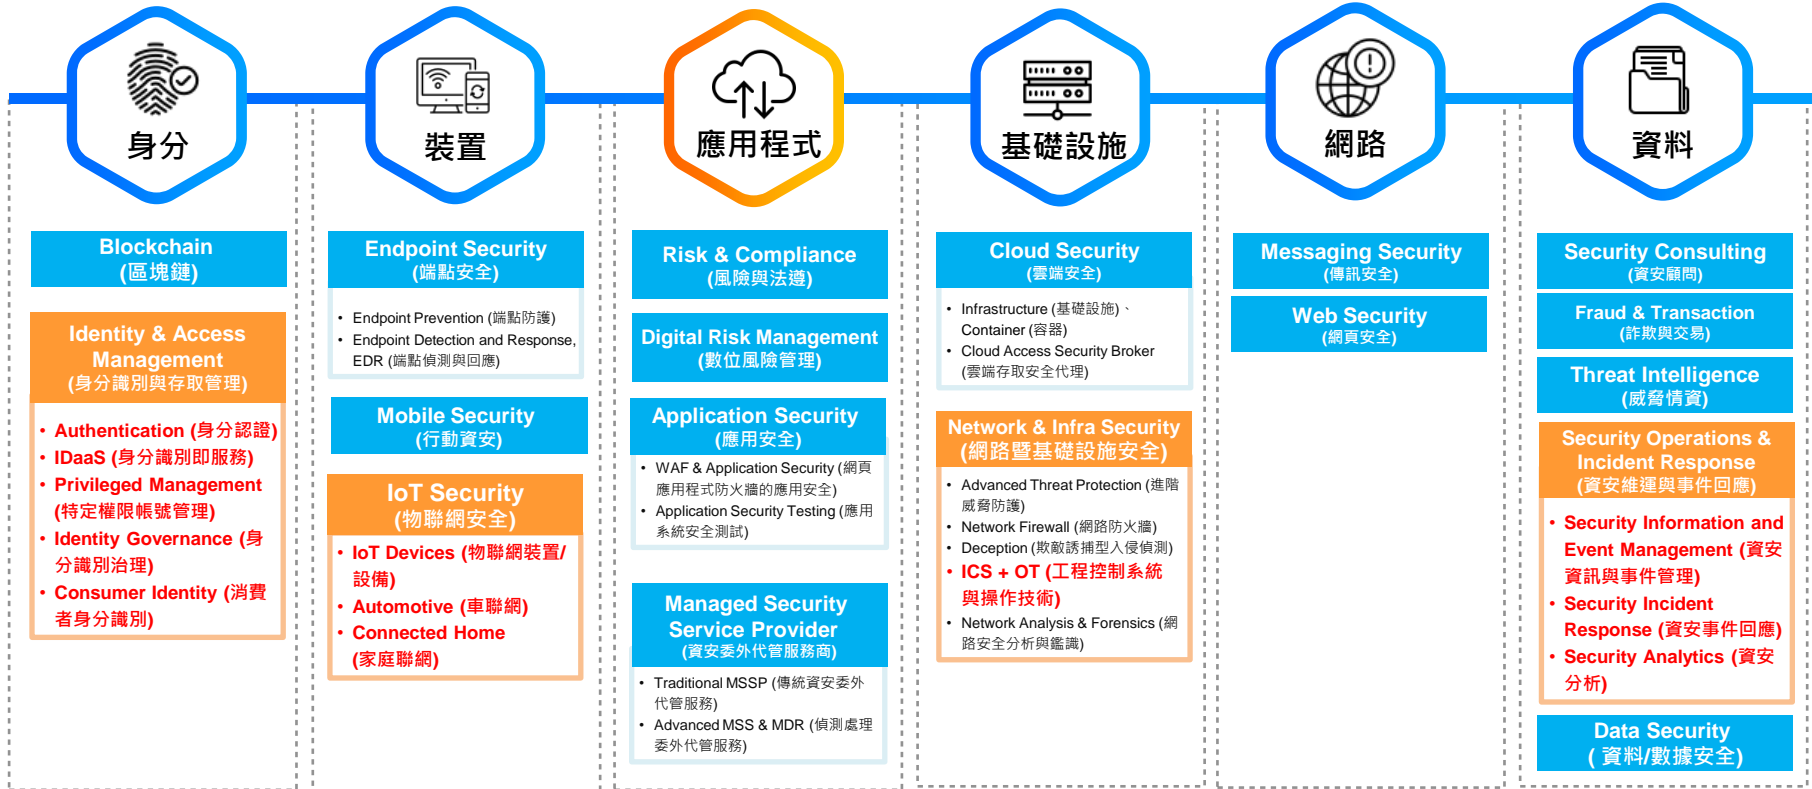 身分
裝置
應用程式
基礎設施
網路
資料
Blockchain
(區塊鏈)
Identity & Access
Management
(身分識別與存取管理)
• Authentication (身分認證)
• IDaaS (身分識別即服務)
• Privileged Management
(特定權限帳號管理)
• Identity Governance (身
分識別治理)
• Consumer Identity (消費
者身分識別)
Endpoint Security
(端點安全)
• Endpoint Prevention (端點防護)
• Endpoint Detection and Response,
EDR (端點偵測與回應)
Mobile Security
(行動資安)
IoT Security
(物聯網安全)
• IoT Devices (物聯網裝置/
設備)
• Automotive (車聯網)
• Connected Home
(家庭聯網)
Risk & Compliance
(風險與法遵)
Digital Risk Management
(數位風險管理)
Application Security
(應用安全)
• WAF & Application Security (網頁
應用程式防火牆的應用安全)
• Application Security Testing (應用
系統安全測試)
Managed Security
Service Provider
(資安委外代管服務商)
• Traditional MSSP (傳統資安委外
代管服務)
• Advanced MSS & MDR (偵測處理
委外代管服務)
Cloud Security
(雲端安全)
• Infrastructure (基礎設施)、
Container (容器)
• Cloud Access Security Broker
(雲端存取安全代理)
Network & Infra Security
(網路暨基礎設施安全)
• Advanced Threat Protection (進階
威脅防護)
• Network Firewall (網路防火牆)
• Deception (欺敵誘捕型入侵偵測)
• ICS + OT (工程控制系統
與操作技術)
• Network Analysis & Forensics (網
路安全分析與鑑識)
Messaging Security
(傳訊安全)
Web Security
(網頁安全)
Security Consulting
(資安顧問)
Fraud & Transaction
(詐欺與交易)
Threat Intelligence
(威脅情資)
Security Operations &
Incident Response
(資安維運與事件回應)
• Security Information and
Event Management (資安
資訊與事件管理)
• Security Incident
Response (資安事件回應)
• Security Analytics (資安
分析)
Data Security
( 資料/數據安全)